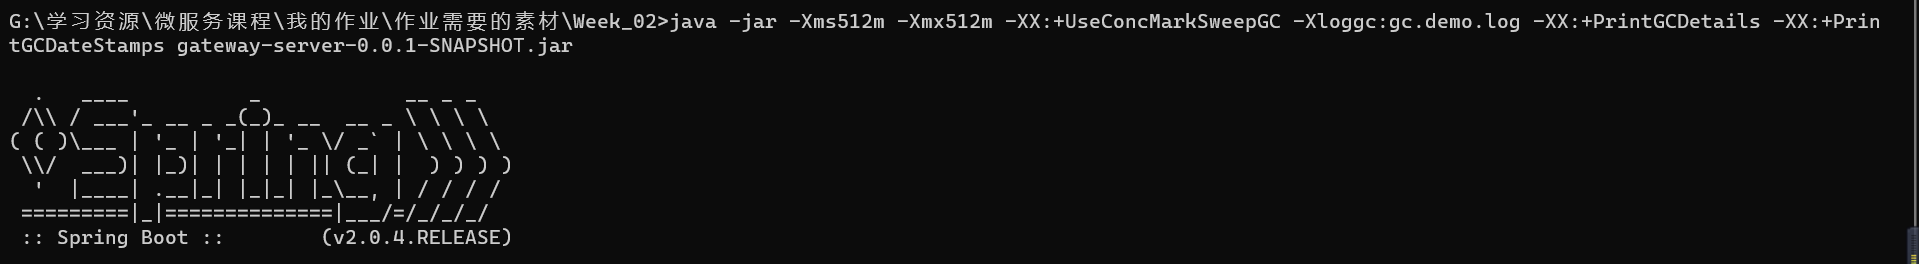 G:\学习资源\微服务课程\我的作业\作业需要的素材\Week_02>java -jar -Xms512m -Xmx512m -XX:+UseConcMarkSweepGC -Xloggc:gc.demo.log -XX:+PrintGCDetails -XX:+Prin
tGCDateStamps gateway-server-0.0.1-SNAPSHOT.jar

  .   ____          _            __ _ _
 /\\ / ___'_ __ _ _(_)_ __  __ _ \ \ \ \
( ( )\___ | '_ | '_| | '_ \/ _` | \ \ \ \
 \\/  ___)| |_)| | | | | || (_| |  ) ) ) )
  '  |____| .__|_| |_|_| |_\__, | / / / /
 =========|_|==============|___/=/_/_/_/
 :: Spring Boot ::        (v2.0.4.RELEASE)